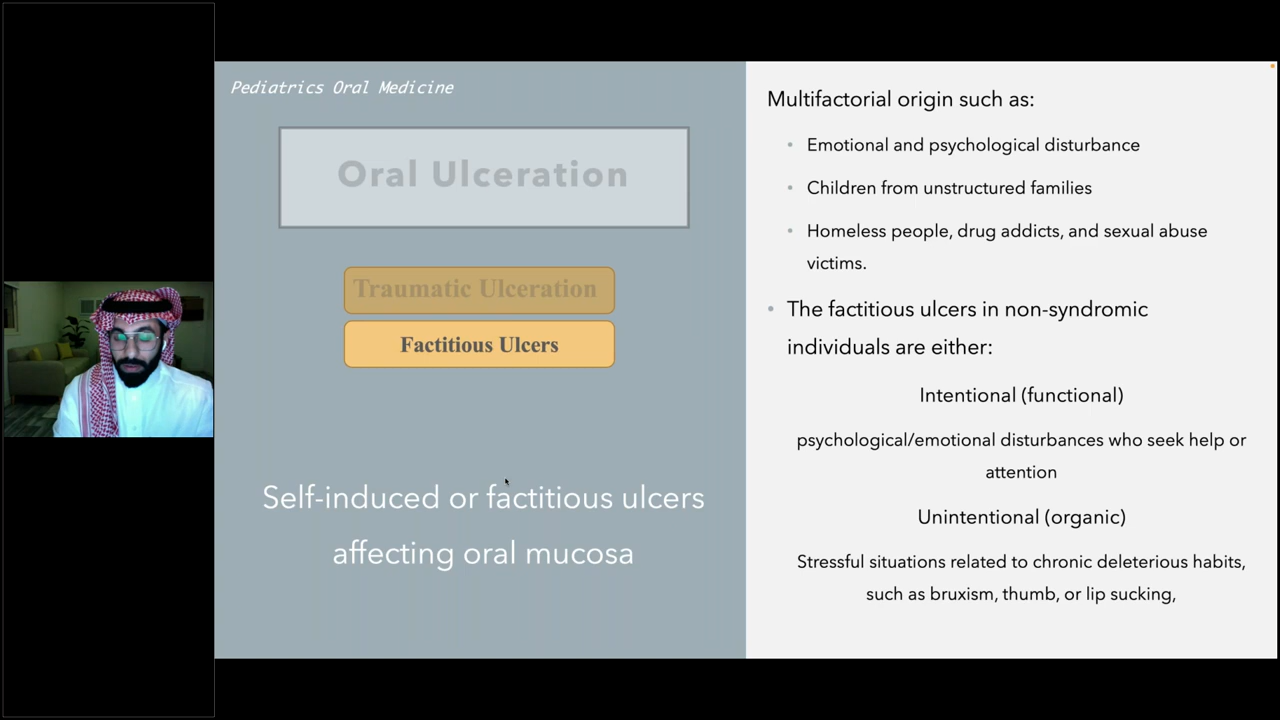 Pediatrics Oral Medicine
Oral Ulceration
Traumatic Ulceration
Factitious Ulcers
Self-induced or factitious ulcers
affecting oral mucosa
Multifactorial origin such as:
• Emotional and psychological disturbance
• Children from unstructured families
• Homeless people, drug addicts, and sexual abuse
victims.
• The factitious ulcers in non-syndromic
individuals are either:
Intentional (functional)
psychological/emotional disturbances who seek help or
attention
Unintentional (organic)
Stressful situations related to chronic deleterious habits,
such as bruxism, thumb, or lip sucking,